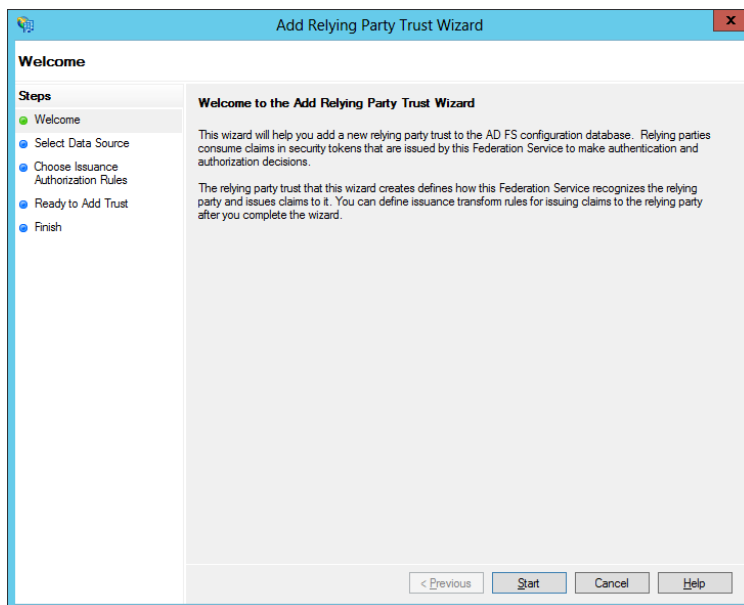 Add Relying Party Trust Wizard
x
Welcome
Steps
Welcome
Select Data Source
Choose Issuance
Authorization Rules
Ready to Add Trust
Finish
Welcome to the Add Relying Party Trust Wizard
This wizard will help you add a new relying party trust to the AD FS configuration database.  Relying parties
consume claims in security tokens that are issued by this Federation Service to make authentication and
authorization decisions.
The relying party trust that this wizard creates defines how this Federation Service recognizes the relying
party and issues claims to it. You can define issuance transform rules for issuing claims to the relying party
after you complete the wizard.
< Previous
Start
Cancel
Help